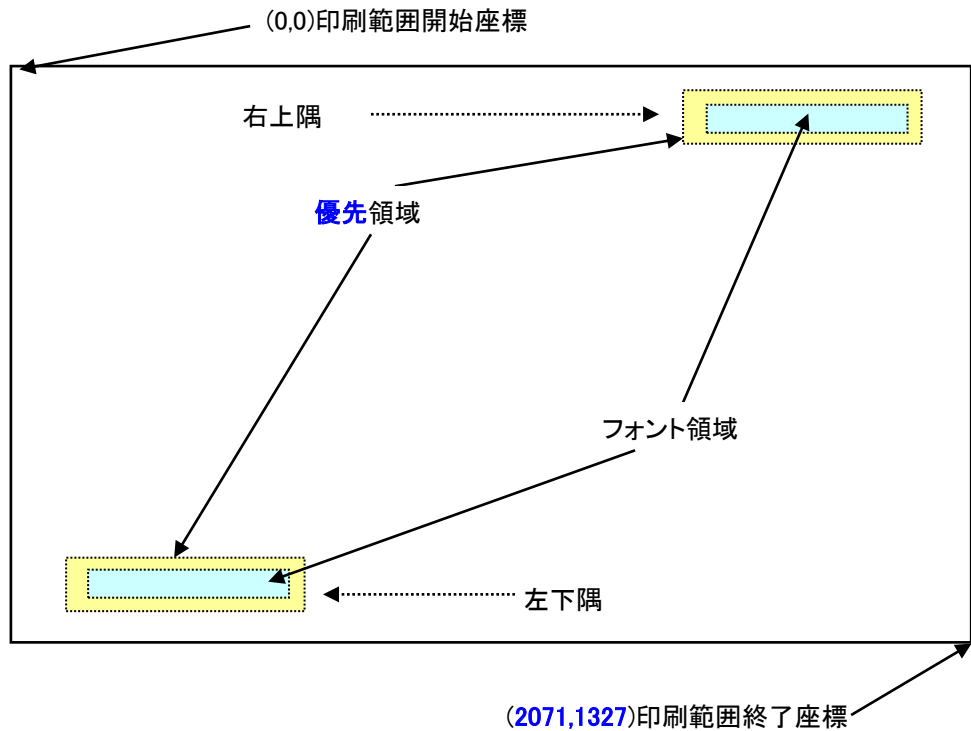 (0,0)印刷範囲開始座標
右上隅
優先領域
フォント領域
左下隅
(2071,1327)印刷範囲終了座標